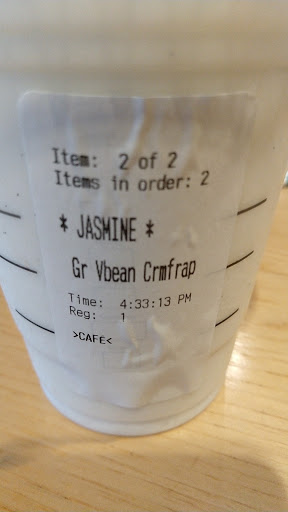 Item: 2 of 2
Items in order: 2
* JASMINE *
Gr Vbean Crmfrap
Time: 4:33:13 PM
Reg: 1
>CAFÉ<